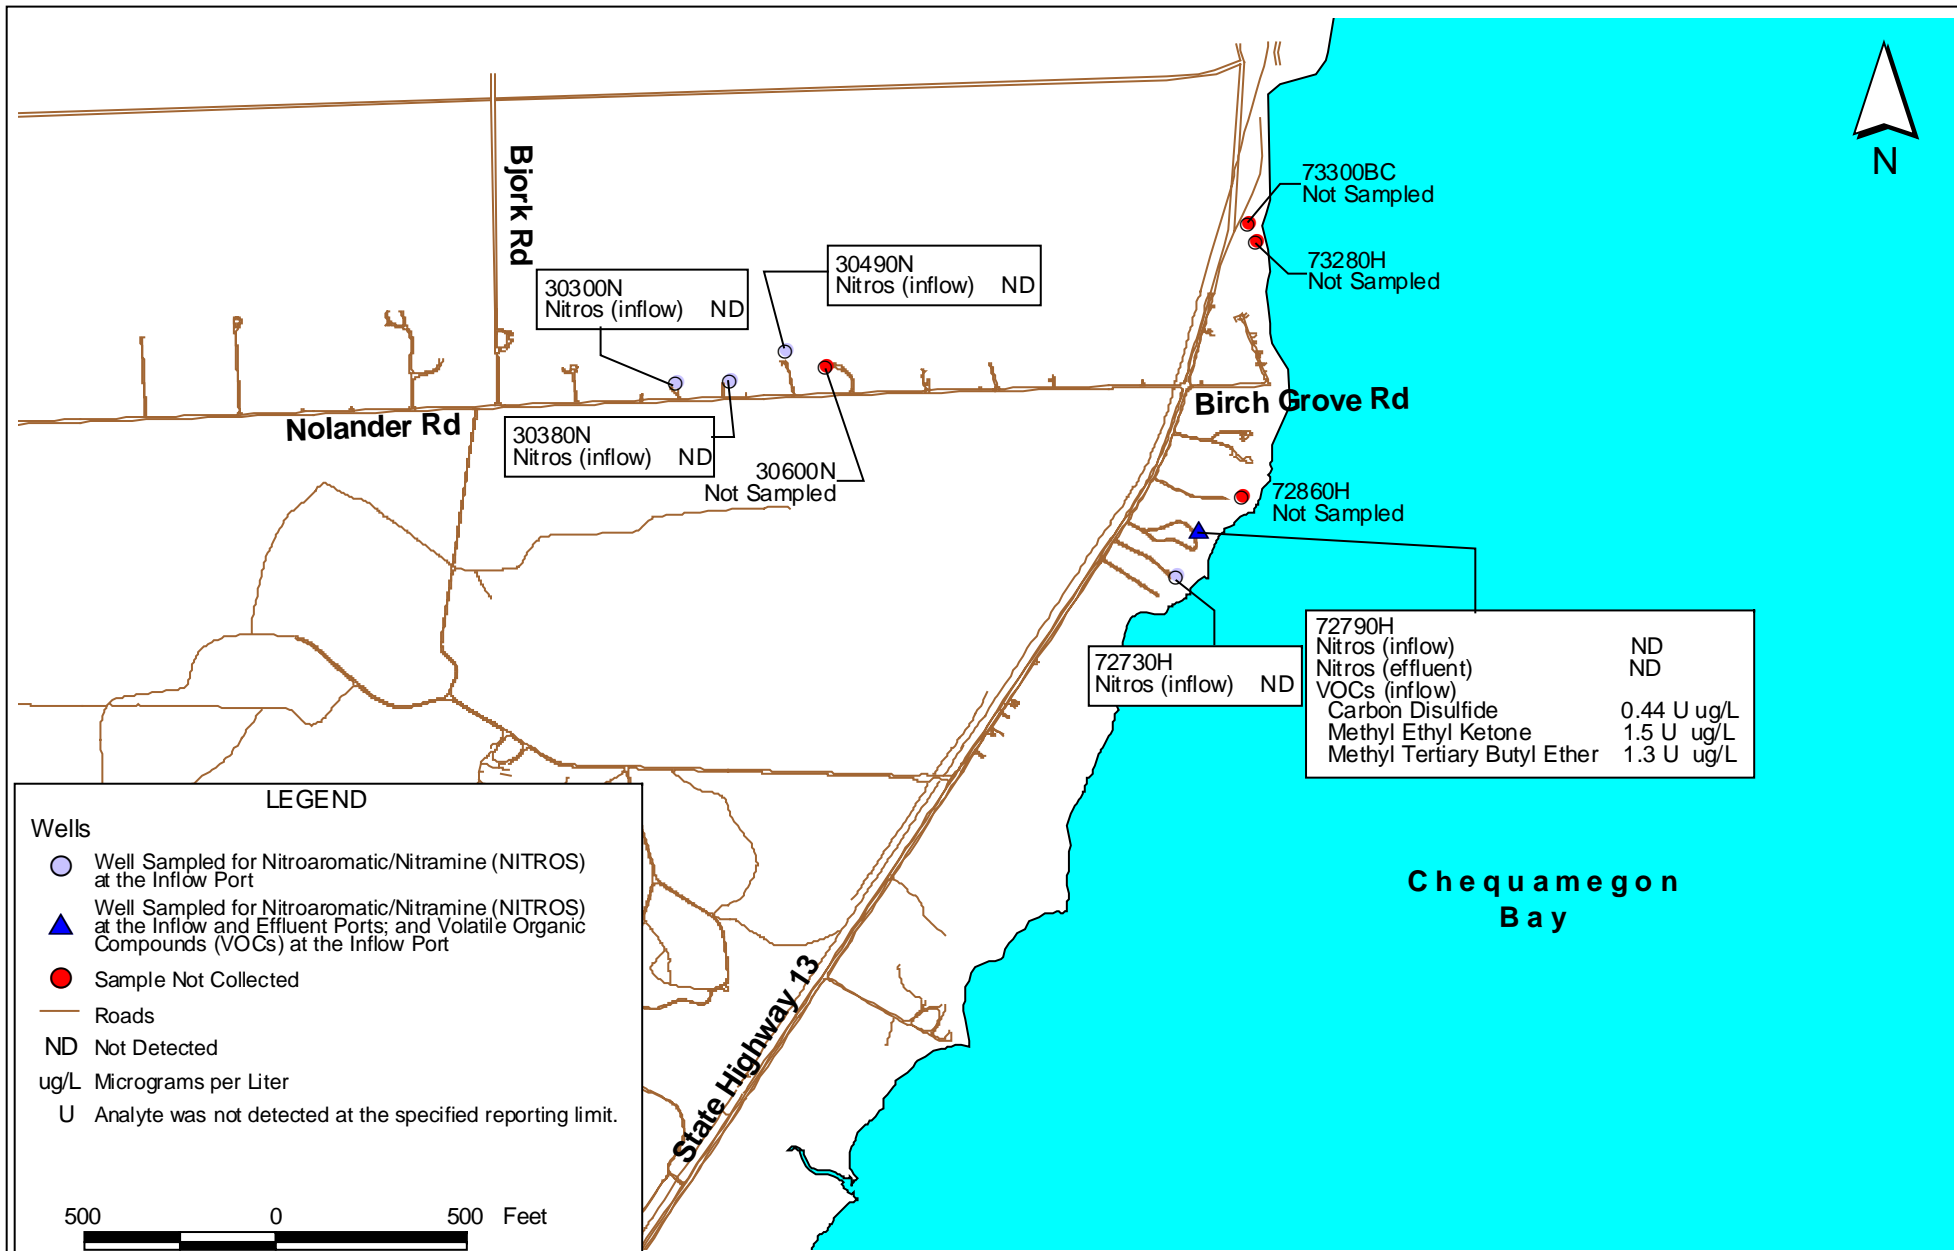 N
73300BC
Not Sampled
73280H
Not Sampled
Bjork Rd
30490N
Nitros (inflow) ND
30300N
Nitros (inflow) ND
Nolander Rd
Birch Grove Rd
30380N
Nitros (inflow) ND
30600N
Not Sampled
72860H
Not Sampled
72790H
Nitros (inflow) ND
Nitros (effluent) ND
VOCs (inflow)
Carbon Disulfide 0.44 U ug/L
Methyl Ethyl Ketone 1.5 U ug/L
Methyl Tertiary Butyl Ether 1.3 U ug/L
72730H
Nitros (inflow) ND
Chequamegon
Bay
State Highway 13
LEGEND
Wells
Well Sampled for Nitroaromatic/Nitramine (NITROS)
at the Inflow Port
Well Sampled for Nitroaromatic/Nitramine (NITROS)
at the Inflow and Effluent Ports; and Volatile Organic
Compounds (VOCs) at the Inflow Port
Sample Not Collected
Roads
ND Not Detected
ug/L Micrograms per Liter
U Analyte was not detected at the specified reporting limit.
500 0 500 Feet